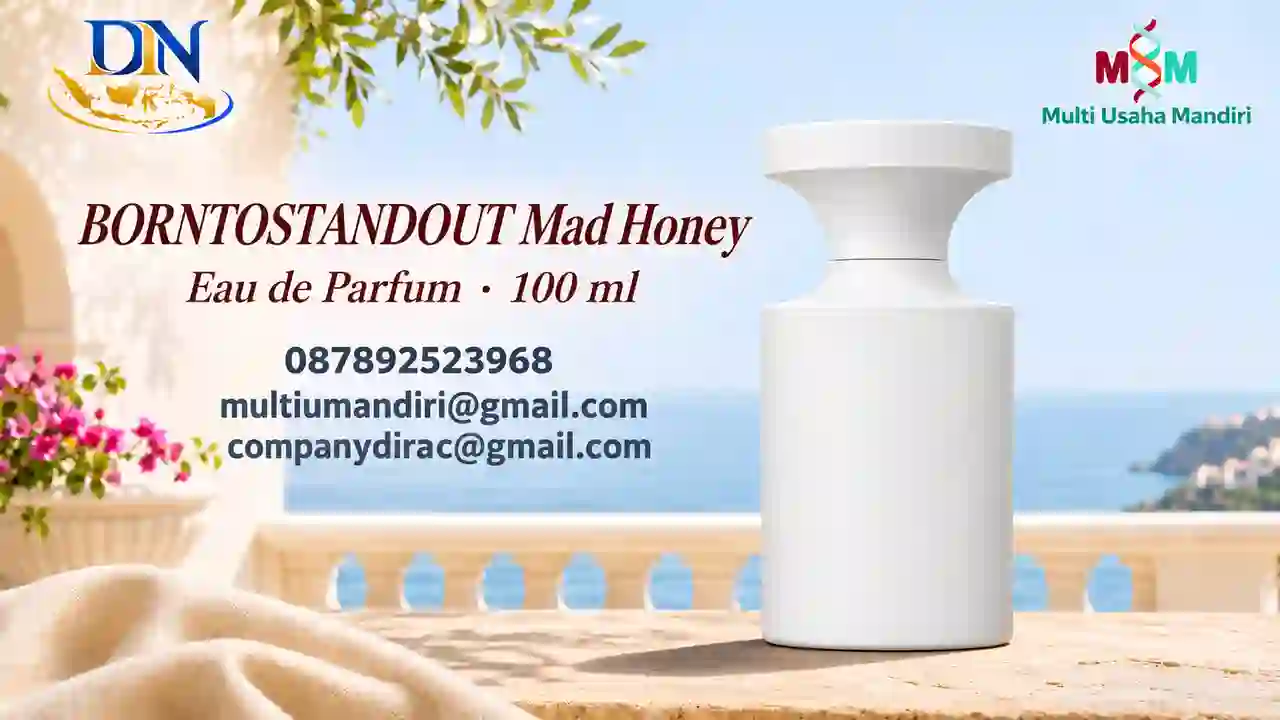 DN
MSM
Multi Usaha Mandiri
BORNTOSTANDOUT Mad Honey
Eau de Parfum · 100 ml
087892523968
multiumandiri@gmail.com
companydirac@gmail.com